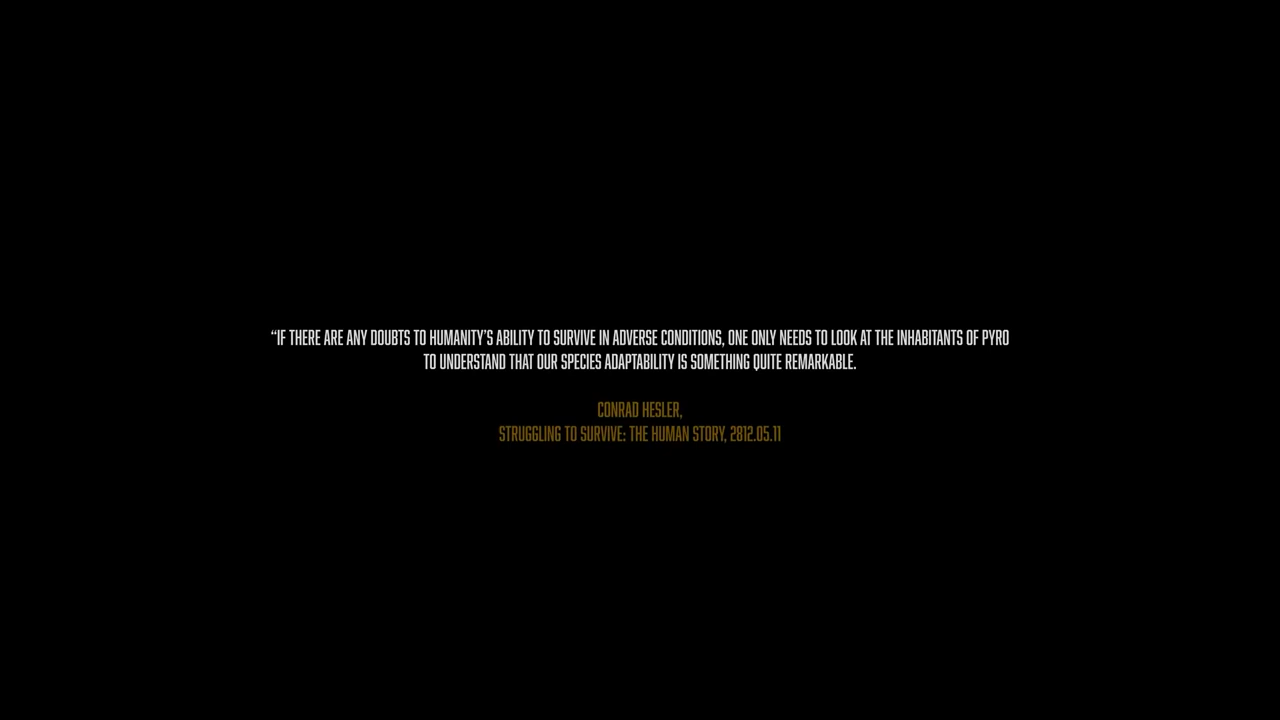 “IF THERE ARE ANY DOUBTS TO HUMANITY’S ABILITY TO SURVIVE IN ADVERSE CONDITIONS, ONE ONLY NEEDS TO LOOK AT THE INHABITANTS OF PYRO
TO UNDERSTAND THAT OUR SPECIES ADAPTABILITY IS SOMETHING QUITE REMARKABLE.
CONRAD HESLER,
STRUGGLING TO SURVIVE: THE HUMAN STORY, 2812.05.11